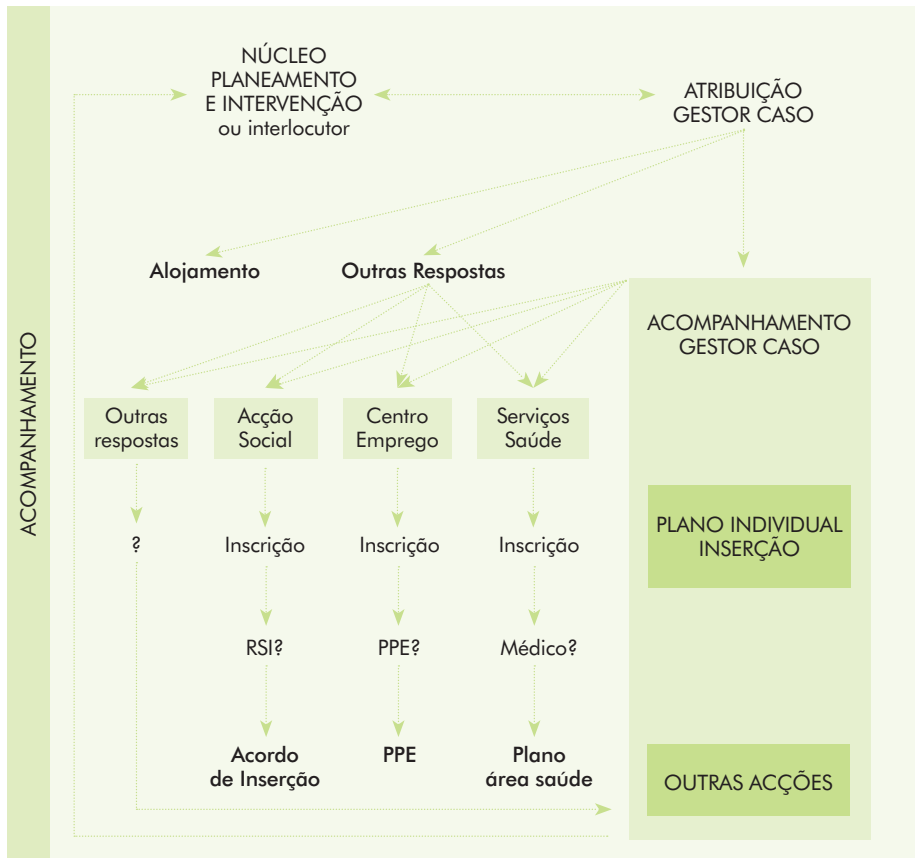 ACOMPANHAMENTO
NÚCLEO
PLANEAMENTO
E INTERVENÇÃO
ou interlocutor
ATRIBUIÇÃO
GESTOR CASO
Alojamento
Outras Respostas
ACOMPANHAMENTO
GESTOR CASO
Outras
respostas
Acção
Social
Centro
Emprego
Serviços
Saúde
PLANO INDIVIDUAL
INSERÇÃO
?
Inscrição
Inscrição
Inscrição
RSI?
PPE?
Médico?
Acordo
de Inserção
PPE
Plano
área saúde
OUTRAS ACÇÕES